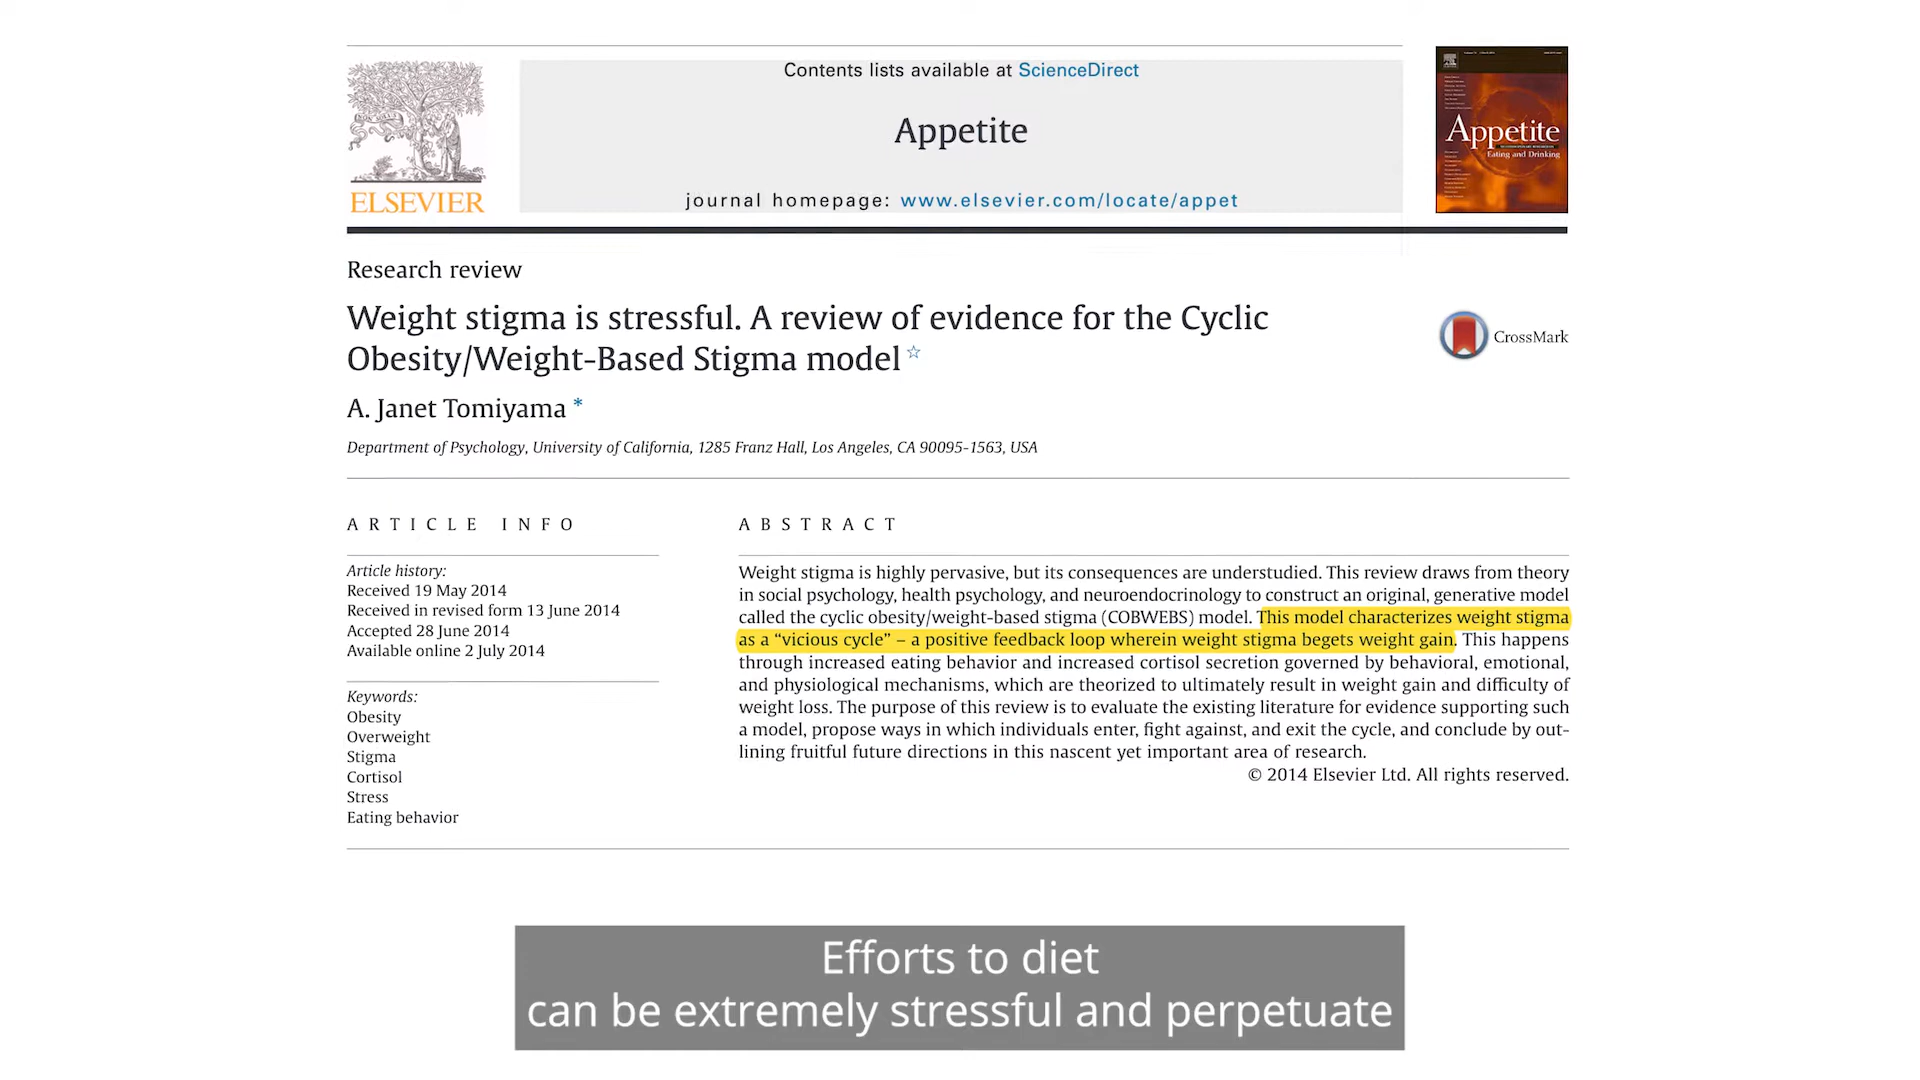 Contents lists available at ScienceDirect
Appetite
journal homepage: www.elsevier.com/locate/appet
ELSEVIER
Appetite
Eating and Drinking
Research review
Weight stigma is stressful. A review of evidence for the Cyclic
Obesity/Weight-Based Stigma model ☆
CrossMark
A. Janet Tomiyama *
Department of Psychology, University of California, 1285 Franz Hall, Los Angeles, CA 90095-1563, USA
ARTICLE INFO
Article history:
Received 19 May 2014
Received in revised form 13 June 2014
Accepted 28 June 2014
Available online 2 July 2014
Keywords:
Obesity
Overweight
Stigma
Cortisol
Stress
Eating behavior
ABSTRACT
Weight stigma is highly pervasive, but its consequences are understudied. This review draws from theory
in social psychology, health psychology, and neuroendocrinology to construct an original, generative model
called the cyclic obesity/weight-based stigma (COBWEBS) model. This model characterizes weight stigma
as a “vicious cycle” – a positive feedback loop wherein weight stigma begets weight gain. This happens
through increased eating behavior and increased cortisol secretion governed by behavioral, emotional,
and physiological mechanisms, which are theorized to ultimately result in weight gain and difficulty of
weight loss. The purpose of this review is to evaluate the existing literature for evidence supporting such
a model, propose ways in which individuals enter, fight against, and exit the cycle, and conclude by out-
lining fruitful future directions in this nascent yet important area of research.
© 2014 Elsevier Ltd. All rights reserved.
Efforts to diet
can be extremely stressful and perpetuate